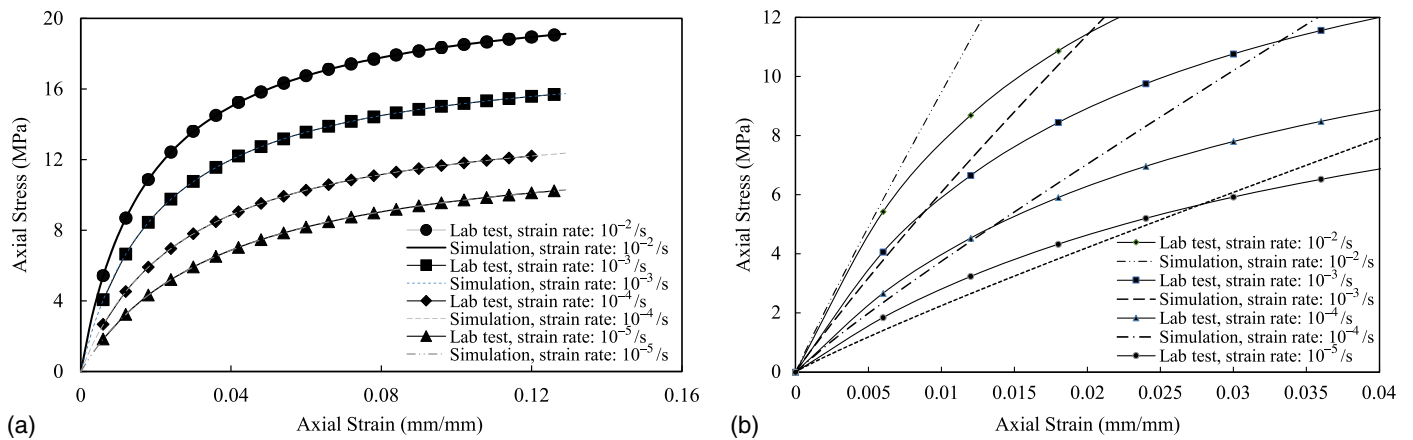 20
16
12
8
4
0
Axial Stress (MPa)
0
0.04
0.08
0.12
0.16
Axial Strain (mm/mm)
Lab test, strain rate: 10⁻²/s
Simulation, strain rate: 10⁻²/s
Lab test, strain rate: 10⁻³/s
Simulation, strain rate: 10⁻³/s
Lab test, strain rate: 10⁻⁴/s
Simulation, strain rate: 10⁻⁴/s
Lab test, strain rate: 10⁻⁵/s
Simulation, strain rate: 10⁻⁵/s
(a)
12
10
8
6
4
2
0
Axial Stress (MPa)
0
0.005
0.01
0.015
0.02
0.025
0.03
0.035
0.04
Axial Strain (mm/mm)
Lab test, strain rate: 10⁻²/s
Simulation, strain rate: 10⁻²/s
Lab test, strain rate: 10⁻³/s
Simulation, strain rate: 10⁻³/s
Lab test, strain rate: 10⁻⁴/s
Simulation, strain rate: 10⁻⁴/s
Lab test, strain rate: 10⁻⁵/s
(b)